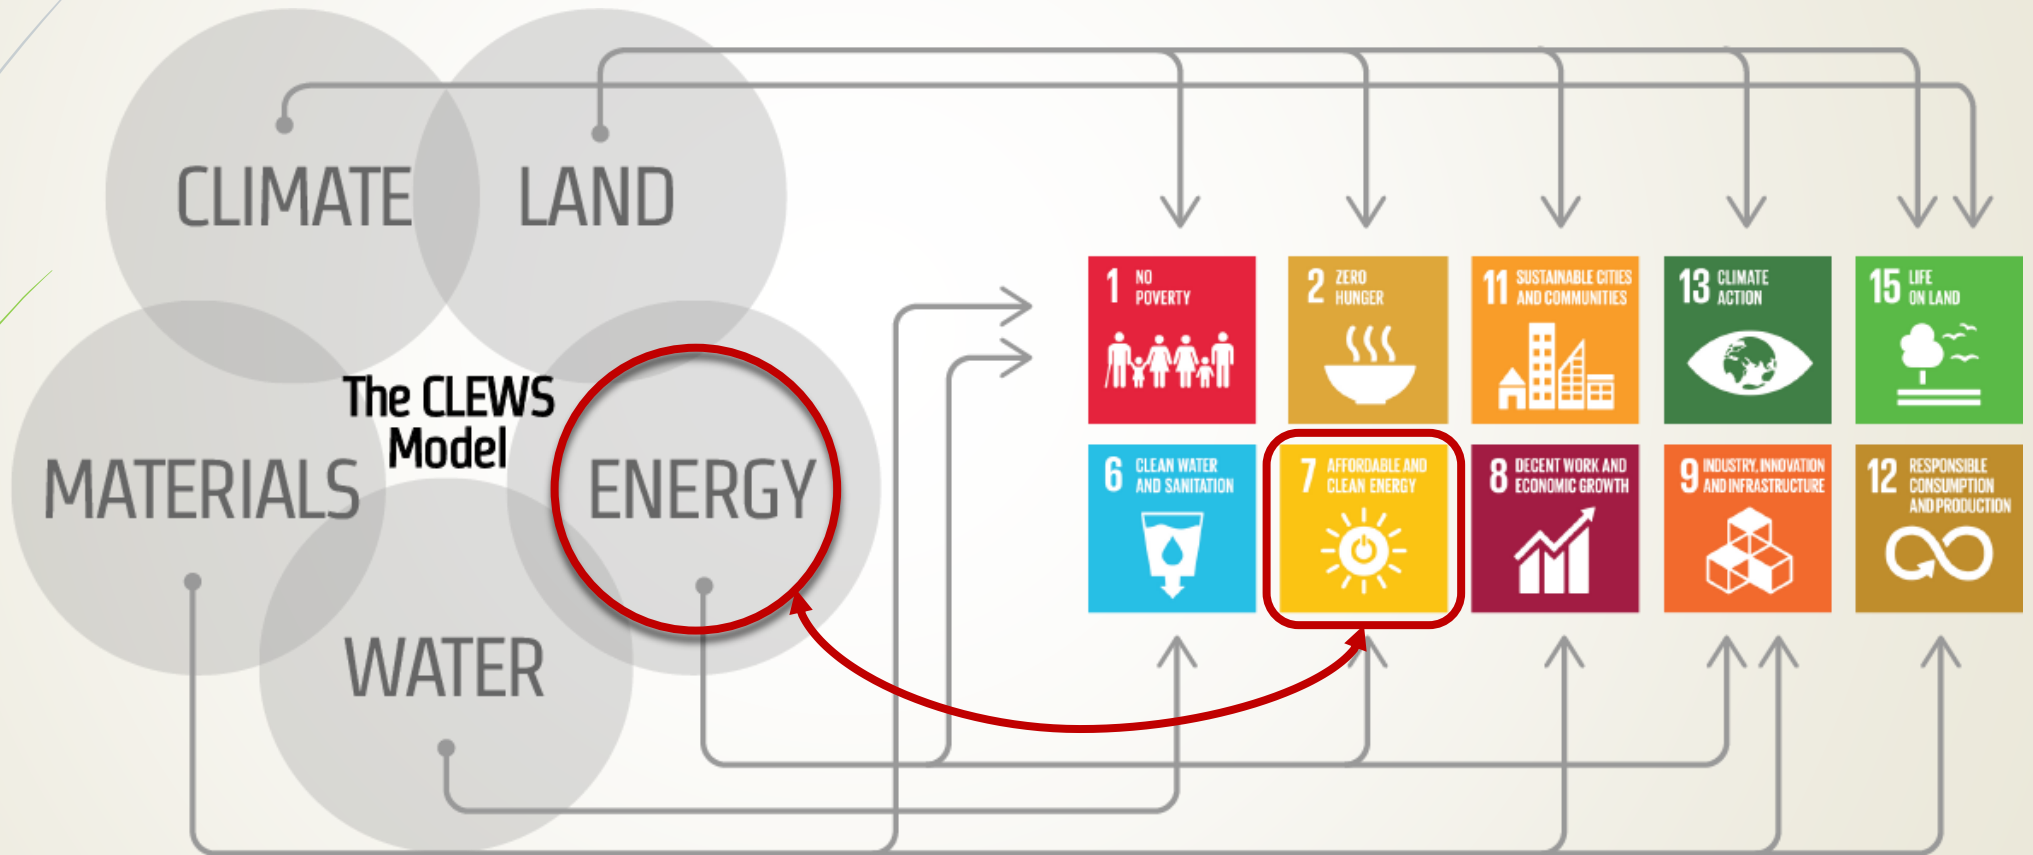 CLIMATE
LAND
The CLEWS
Model
MATERIALS
ENERGY
WATER
1 NO
POVERTY
2 ZERO
HUNGER
11 SUSTAINABLE CITIES
AND COMMUNITIES
13 CLIMATE
ACTION
15 LIFE
ON LAND
6 CLEAN WATER
AND SANITATION
7 AFFORDABLE AND
CLEAN ENERGY
8 DECENT WORK AND
ECONOMIC GROWTH
9 INDUSTRY, INNOVATION
AND INFRASTRUCTURE
12 RESPONSIBLE
CONSUMPTION
AND PRODUCTION